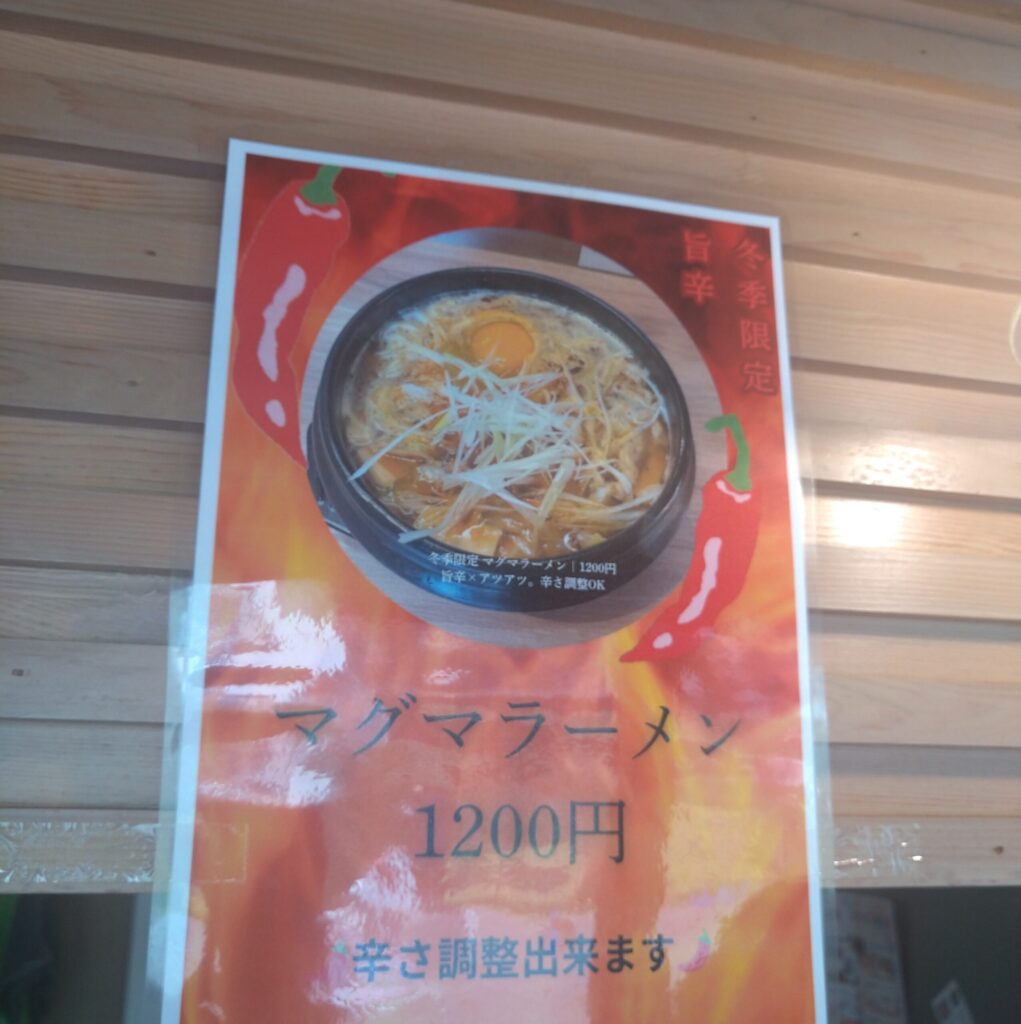 冬季限定
旨辛
冬季限定 マグマラーメン｜1200円
旨辛×アツアツ。辛さ調整OK
マグマラーメン
1200円
辛さ調整出来ます